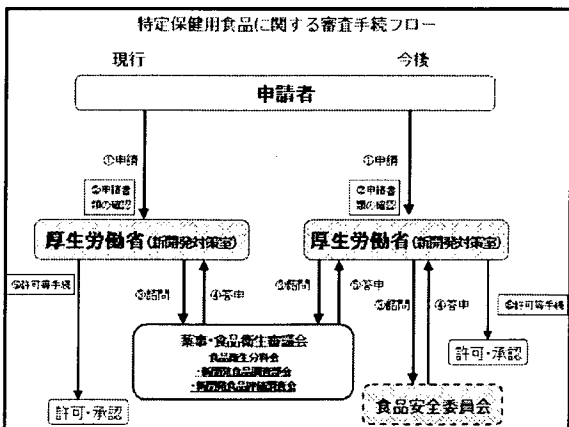 特定保健用食品に関する審査手続フロー
現行
今後
申請者
①申請
①申請
②申請書
類の確認
②申請書
類の確認
厚生労働省(新開発対策室)
厚生労働省(新開発対策室)
⑤許可等手続
③諮問
④答申
③諮問
⑤答申
③諮問
④答申
⑥許可等手続
薬事・食品衛生審議会
食品衛生分科会
・新開発食品調査部会
・新開発食品評価調査会
許可・承認
許可・承認
食品安全委員会